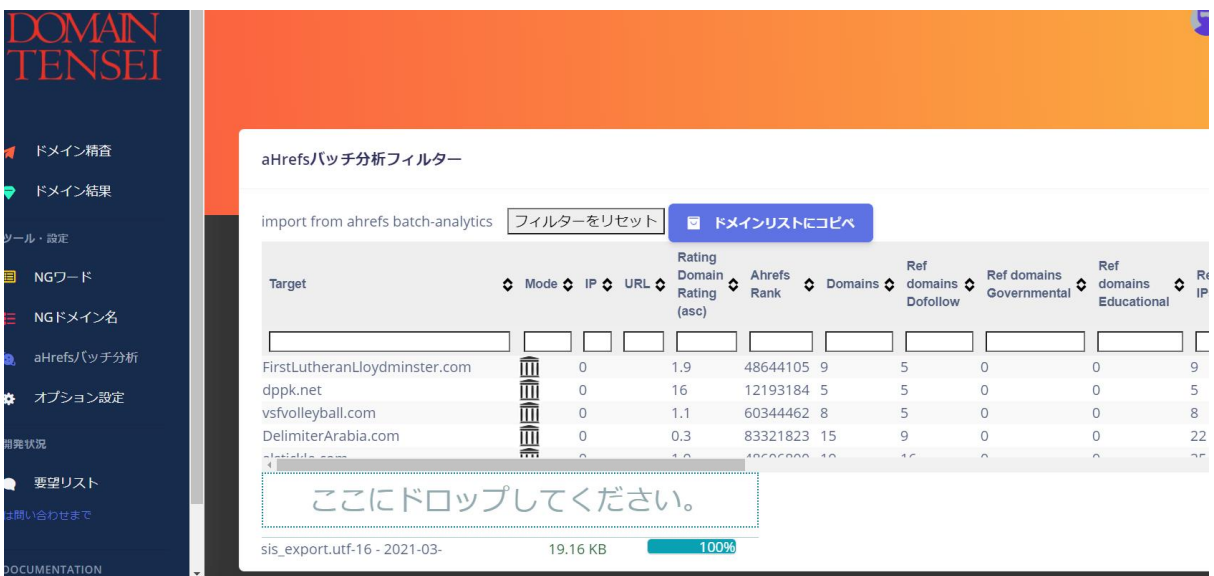 DOMAIN
TENSEI
ドメイン精査
ドメイン結果
ツール・設定
NGワード
NGドメイン名
aHrefsバッチ分析
オプション設定
開発状況
要望リスト
は問い合わせまで
DOCUMENTATION
aHrefsバッチ分析フィルター
import from ahrefs batch-analytics フィルターをリセット ドメインリストにコピペ
Target Mode IP URL Rating Domain Rating (asc) Ahrefs Rank Domains Ref domains Dofollow Ref domains Governmental Ref domains Educational Re IP
FirstLutheranLloydminster.com 0 1.9 48644105 9 5 0 0 9
dppk.net 0 16 12193184 5 5 0 0 5
vsfvolleyball.com 0 1.1 60344462 8 5 0 0 8
DelimiterArabia.com 0 0.3 83321823 15 9 0 0 22
ここにドロップしてください。
sis_export.utf-16 - 2021-03- 19.16 KB 100%